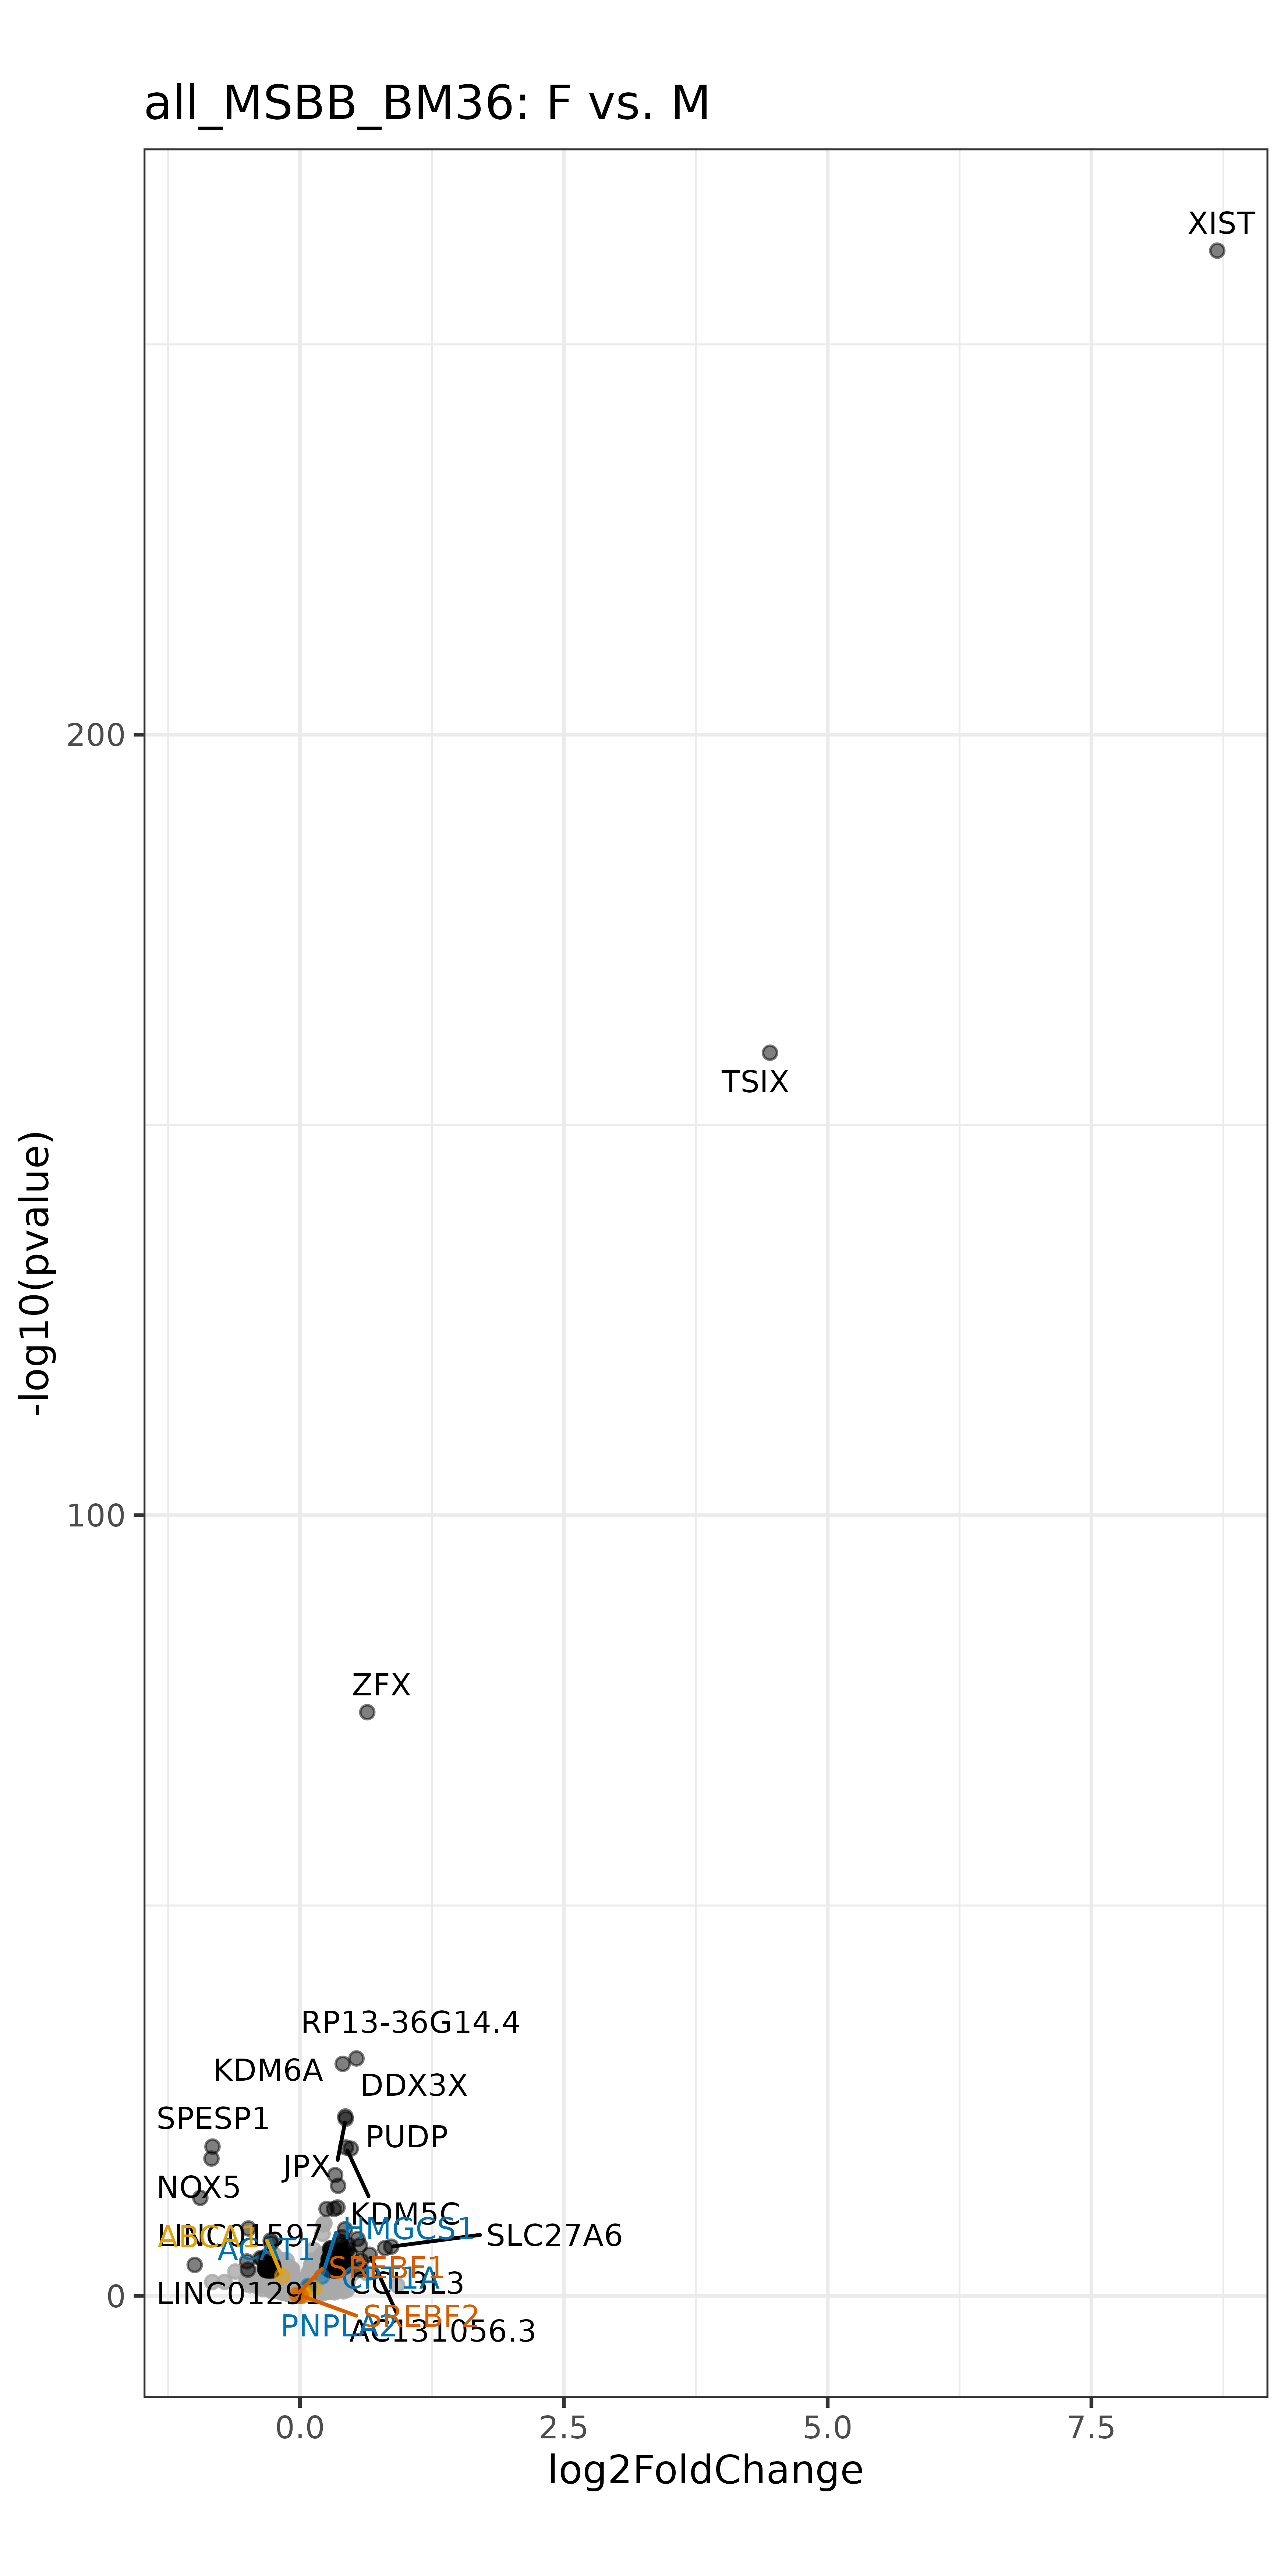 all_MSBB_BM36: F vs. M
XIST
200
TSIX
-log10(pvalue)
100
ZFX
RP13-36G14.4
KDM6A
DDX3X
SPESP1
PUDP
JPX
NOX5
KDM5C
HMGCS1
SLC27A6
LINC01597
ABCA1
ACAT1
SREBF1
CPT1A
CCL3L3
LINC01291
0
SREBF2
PNPLA2
AC131056.3
0.0
2.5
5.0
7.5
log2FoldChange